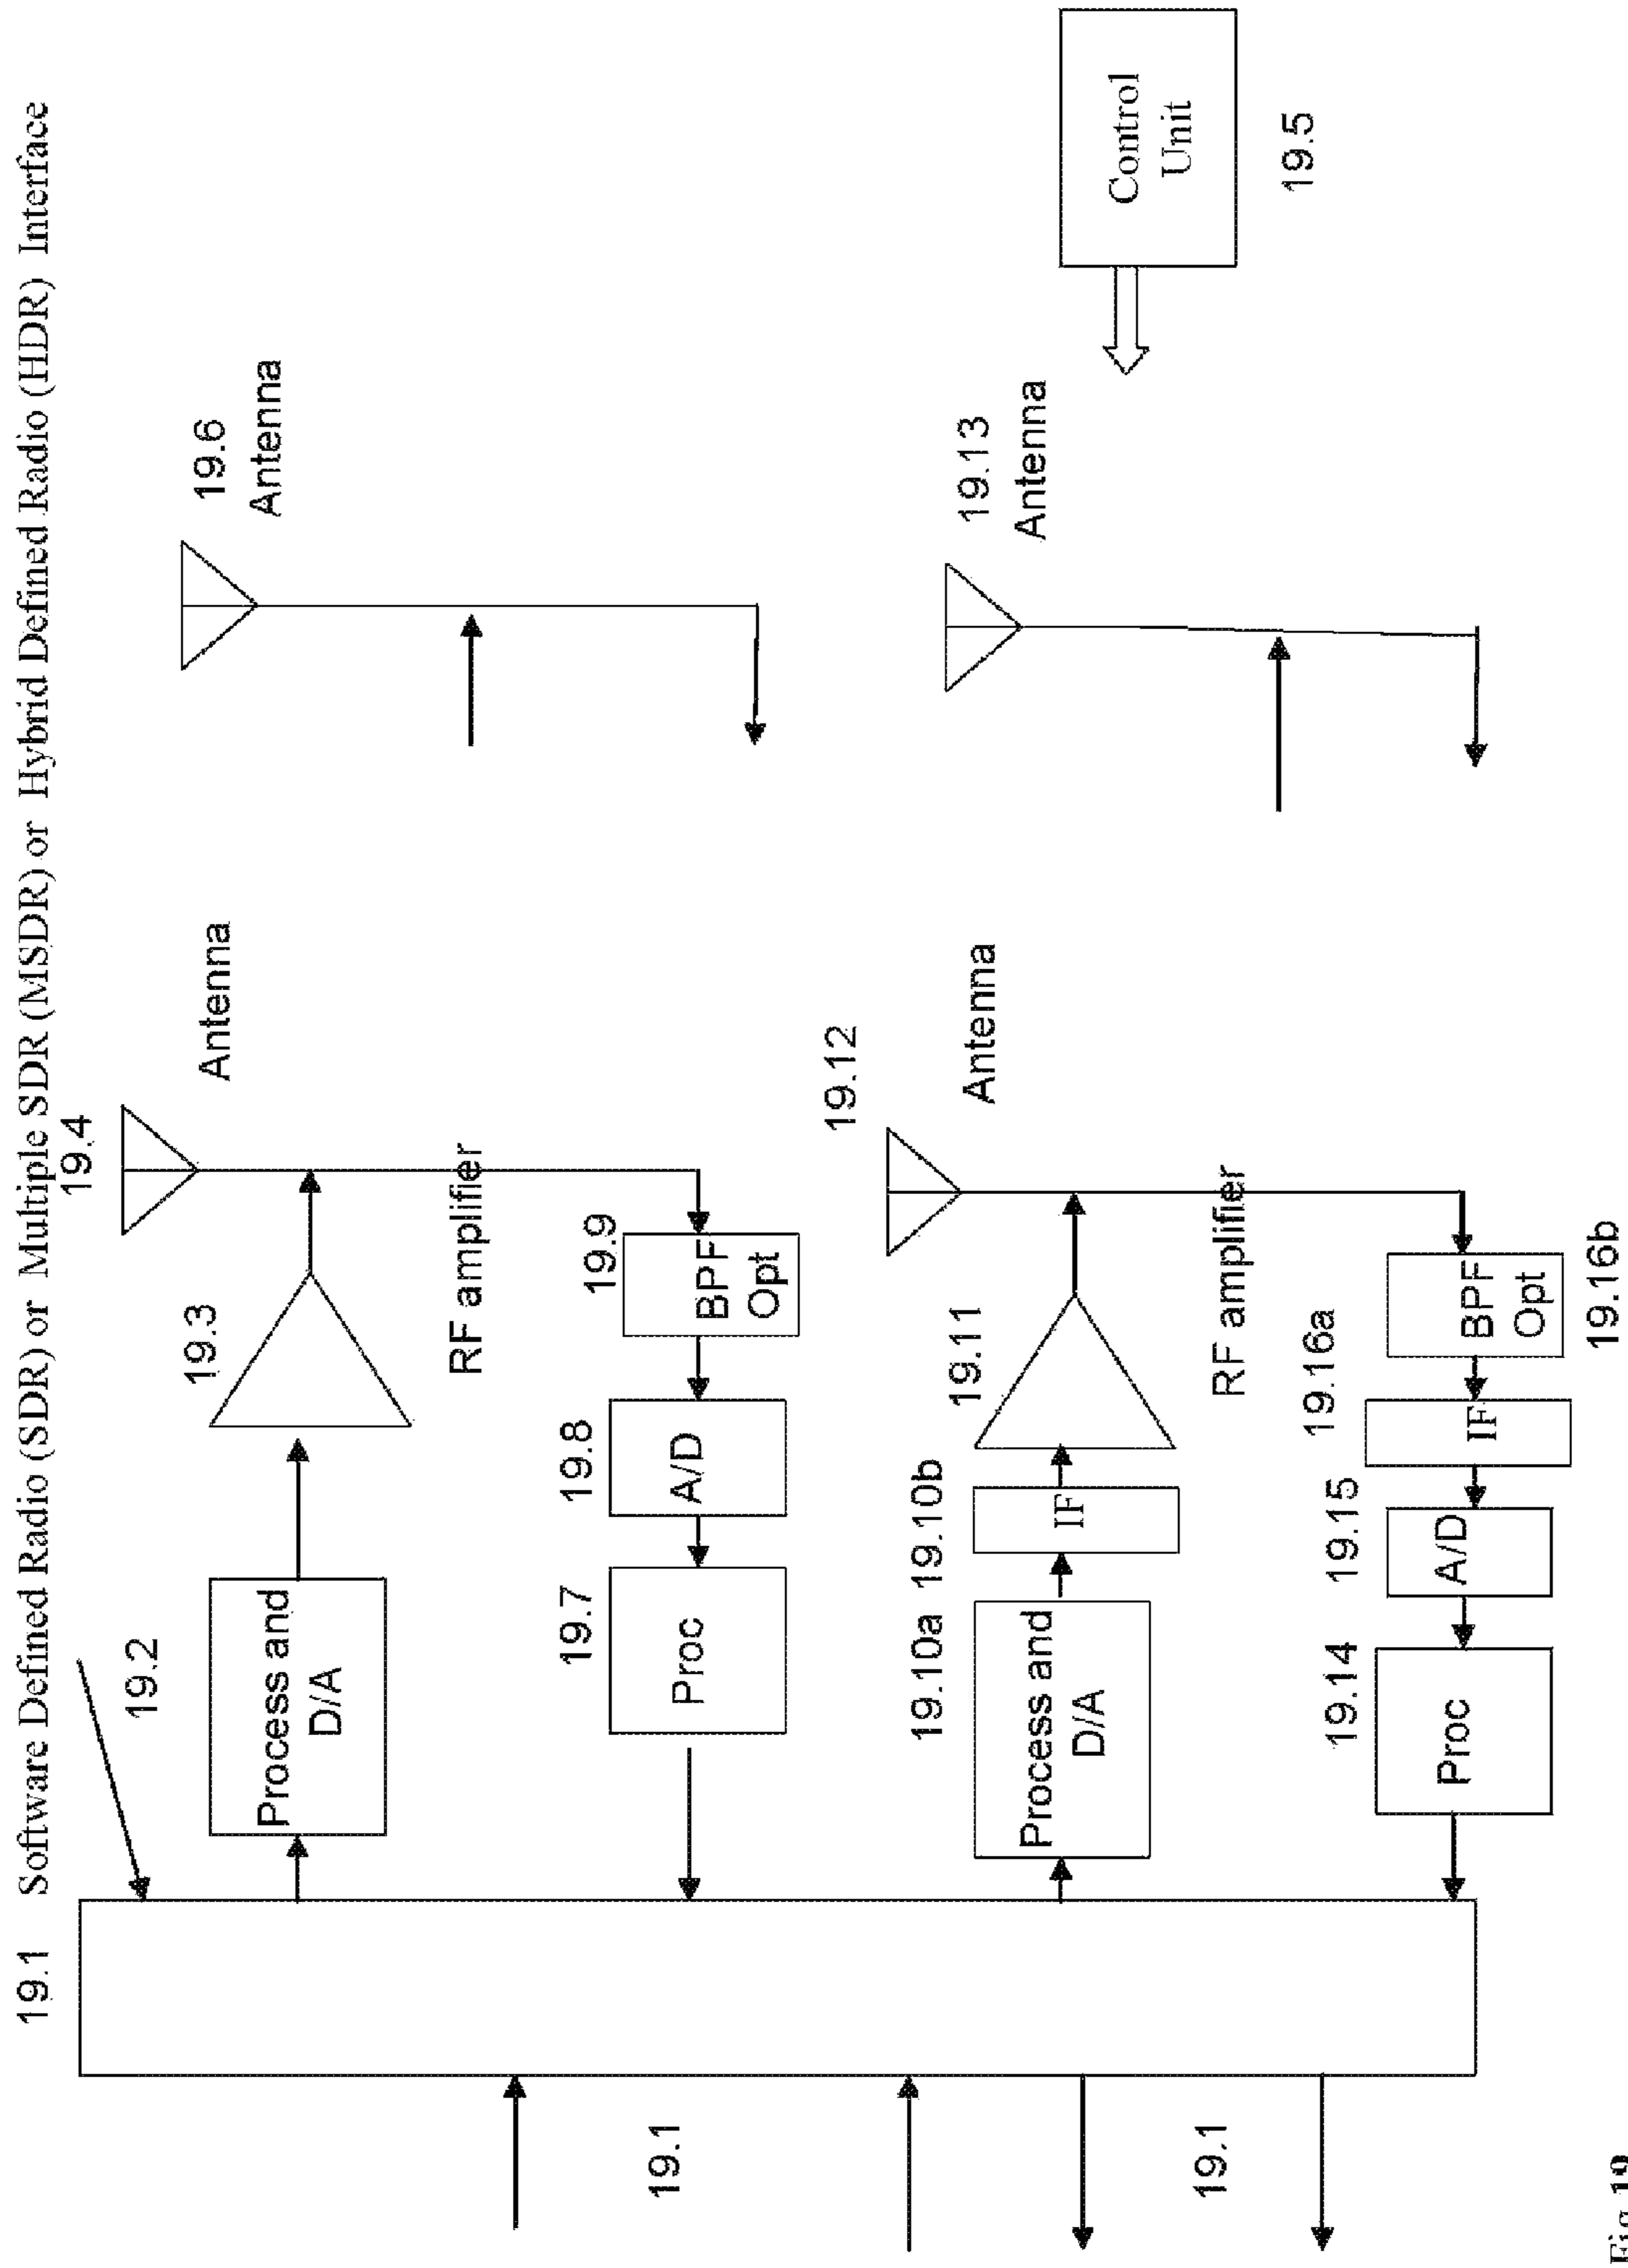 19.1 Software Defined Radio (SDR) or Multiple SDR (MSDR) or Hybrid Defined Radio (HDR) Interface
19.2
19.3
19.4
Antenna
19.6
Antenna
Process and
D/A
RF amplifier
19.7
19.8
19.9
Proc
A/D
BPF
Opt
19.1
19.10a
19.10b
19.11
19.12
Antenna
19.13
Antenna
Process and
D/A
IF
RF amplifier
Control
Unit
19.5
19.1
19.14
19.15
19.16a
Proc
A/D
IF
BPF
Opt
19.16b
Fig 19